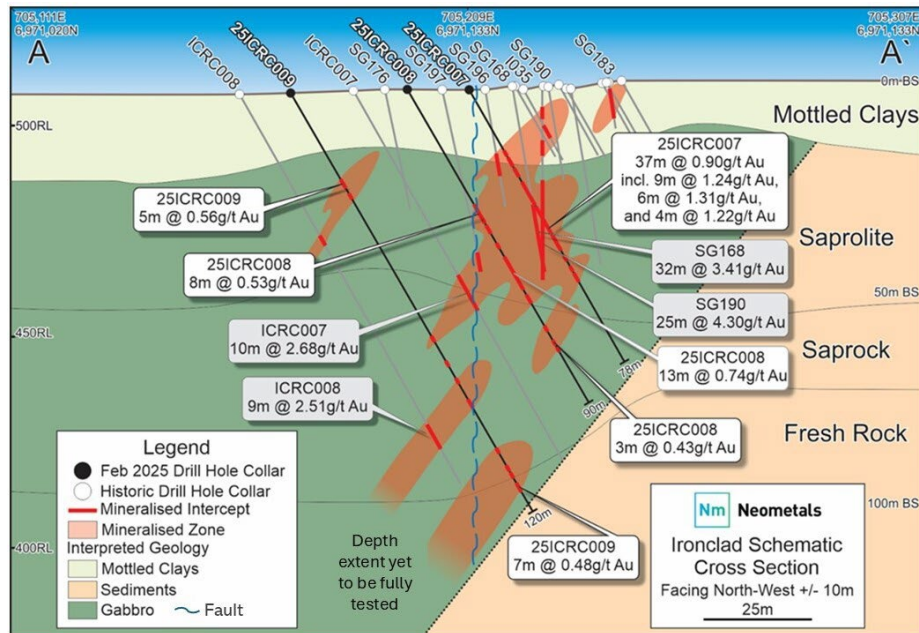 705,111E
6,971,020N
705,209E
6,971,133N
705,307E
6,971,133N
A
A`
ICRC008
25ICRC009
ICRC007
SG176
25ICRC008
SG197
25ICRC007
SG196
SG168
I035
SG190
SG183
0m BS
500RL
Mottled Clays
25ICRC007
37m @ 0.90g/t Au
incl. 9m @ 1.24g/t Au,
6m @ 1.31g/t Au,
and 4m @ 1.22g/t Au
25ICRC009
5m @ 0.56g/t Au
Saprolite
SG168
32m @ 3.41g/t Au
25ICRC008
8m @ 0.53g/t Au
50m BS
SG190
25m @ 4.30g/t Au
450RL
ICRC007
10m @ 2.68g/t Au
Saprock
78m
25ICRC008
13m @ 0.74g/t Au
ICRC008
9m @ 2.51g/t Au
90m
25ICRC008
3m @ 0.43g/t Au
Fresh Rock
Legend
Feb 2025 Drill Hole Collar
Historic Drill Hole Collar
Mineralised Intercept
Mineralised Zone
Interpreted Geology
Mottled Clays
Sediments
Gabbro
Fault
100m BS
120m
400RL
Depth
extent yet
to be fully
tested
25ICRC009
7m @ 0.48g/t Au
Nm Neometals
Ironclad Schematic
Cross Section
Facing North-West +/- 10m
25m